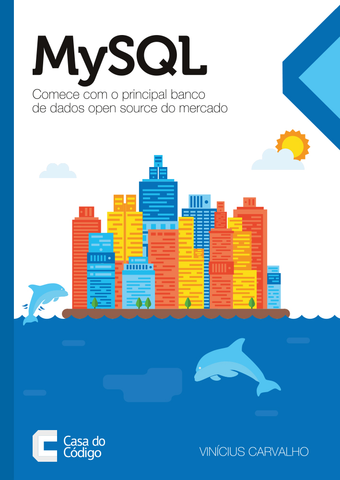 MySQL
Comece com o principal banco
de dados open source do mercado
Casa do
Código
VINÍCIUS CARVALHO